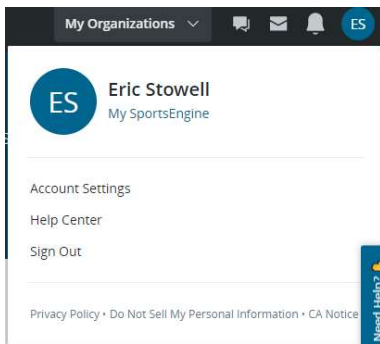 My Organizations
ES
ES
Eric Stowell
My SportsEngine
Account Settings
Help Center
Sign Out
Need Help?
Privacy Policy • Do Not Sell My Personal Information • CA Notice